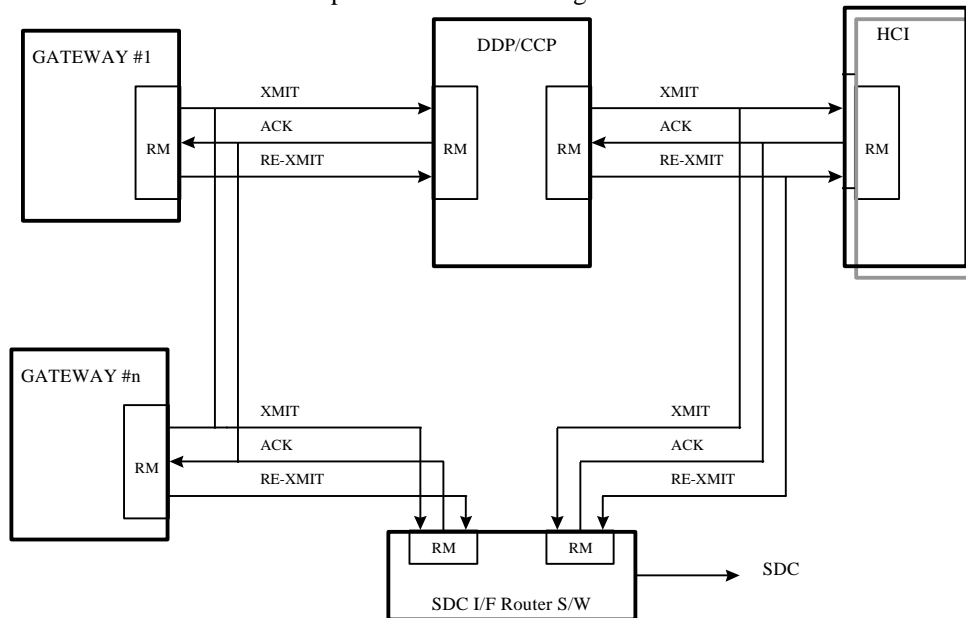 GATEWAY #1
DDP/CCP
HCI
XMIT
XMIT
ACK
ACK
RM
RM
RM
RM
RE-XMIT
RE-XMIT
GATEWAY #n
XMIT
XMIT
ACK
ACK
RM
RE-XMIT
RE-XMIT
RM
RM
SDC
SDC I/F Router S/W